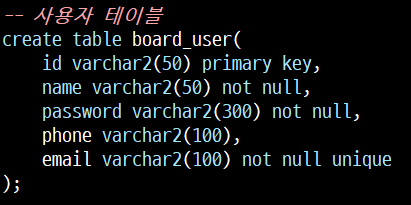 -- 사용자 테이블
create table board_user(
    id varchar2(50) primary key,
    name varchar2(50) not null,
    password varchar2(300) not null,
    phone varchar2(100),
    email varchar2(100) not null unique
);